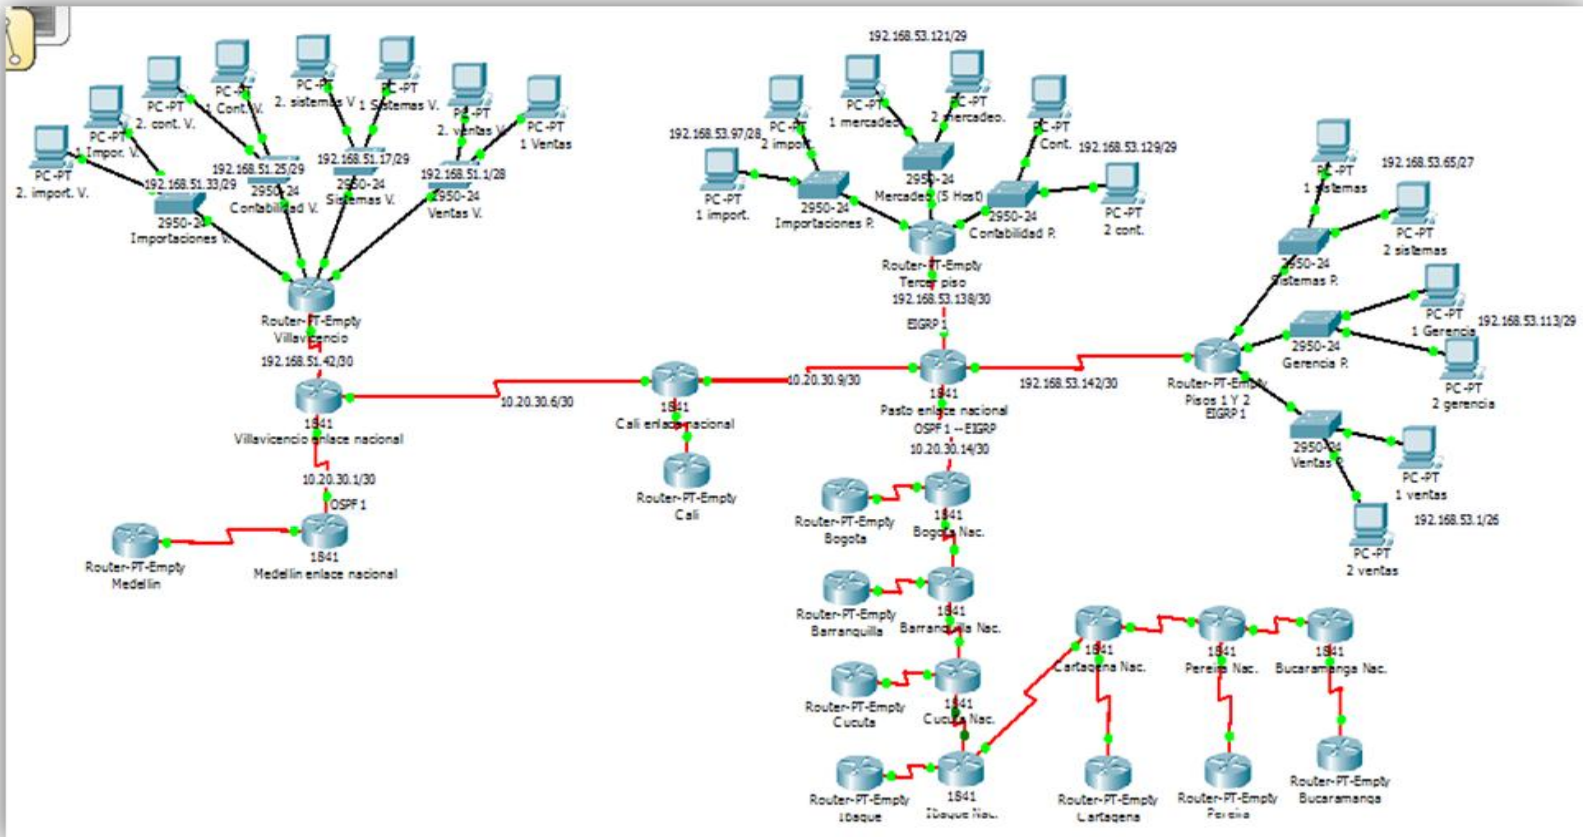 PC-PT
2. import. V.
PC-PT
1 Impor. V.
PC-PT
2. cont. V.
PC-PT
1 Cont. V.
PC-PT
2. sistemas V
PC-PT
1 Sistemas V.
PC-PT
2. ventas V
PC-PT
1 Ventas
192.168.51.33/29
192.168.51.25/29
192.168.51.17/29
192.168.51.1/28
2950-24
Importaciones V.
2950-24
Contabilidad V.
2950-24
Sistemas V.
2950-24
Ventas V.
Router-PT-Empty
Villavicencio
192.168.51.42/30
1841
Villavicencio enlace nacional
10.20.30.1/30
OSPF 1
1841
Medellin enlace nacional
Router-PT-Empty
Medellin
10.20.30.6/30
1841
Cali enlace nacional
Router-PT-Empty
Cali
10.20.30.9/30
192.168.53.121/29
192.168.53.97/28
192.168.53.129/29
PC-PT
1 import.
PC-PT
2 import.
PC-PT
1 mercadeo
PC-PT
2 mercadeo.
PC-PT
Cont.
PC-PT
2 cont.
2950-24
Importaciones P.
2950-24
Mercadeo (5 Host)
2950-24
Contabilidad P.
Router-PT-Empty
Tercer piso
192.168.53.138/30
EIGRP 1
1841
Pasto enlace nacional
OSPF 1 -- EIGRP
10.20.30.14/30
192.168.53.142/30
Router-PT-Empty
Pisos 1 Y 2
EIGRP 1
PC-PT
1 sistemas
192.168.53.65/27
PC-PT
2 sistemas
2950-24
Sistemas P.
PC-PT
1 Gerencia
192.168.53.113/29
2950-24
Gerencia P.
PC-PT
2 gerencia
2950-24
Ventas P.
PC-PT
1 ventas
192.168.53.1/26
PC-PT
2 ventas
Router-PT-Empty
Bogota
1841
Bogota Nac.
Router-PT-Empty
Barranquilla
1841
Barranquilla Nac.
Router-PT-Empty
Cucuta
1841
Cucuta Nac.
Router-PT-Empty
Ibague
1841
Ibague Nac.
1841
Cartagena Nac.
1841
Pereira Nac.
1841
Bucaramanga Nac.
Router-PT-Empty
Cartagena
Router-PT-Empty
Pereira
Router-PT-Empty
Bucaramanga